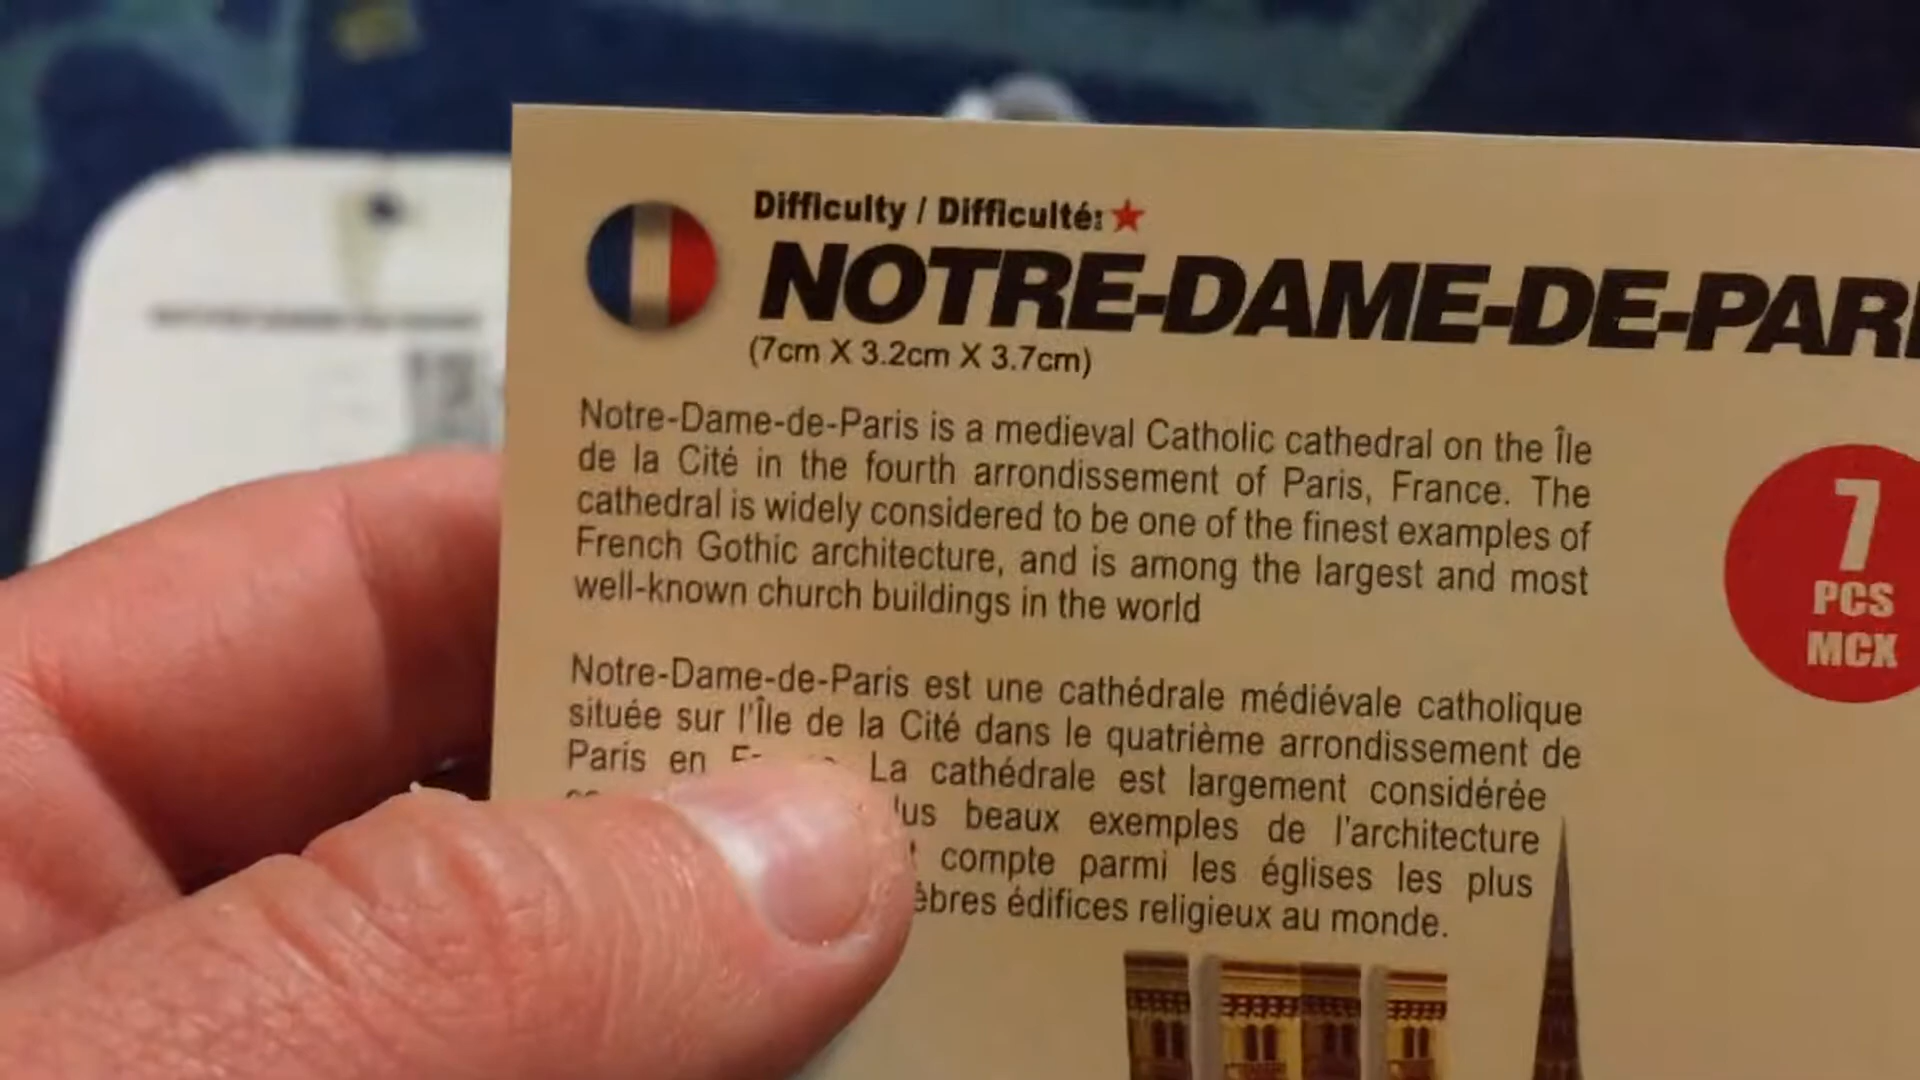 Difficulty / Difficulté:
NOTRE-DAME-DE-PARI
(7cm X 3.2cm X 3.7cm)
Notre-Dame-de-Paris is a medieval Catholic cathedral on the Île
de la Cité in the fourth arrondissement of Paris, France. The
cathedral is widely considered to be one of the finest examples of
French Gothic architecture, and is among the largest and most
well-known church buildings in the world
7
PCS
MCX
Notre-Dame-de-Paris est une cathédrale médiévale catholique
située sur l'Île de la Cité dans le quatrième arrondissement de
Paris en La cathédrale est largement considérée
beaux exemples de l'architecture
compte parmi les églises les plus
édifices religieux au monde.